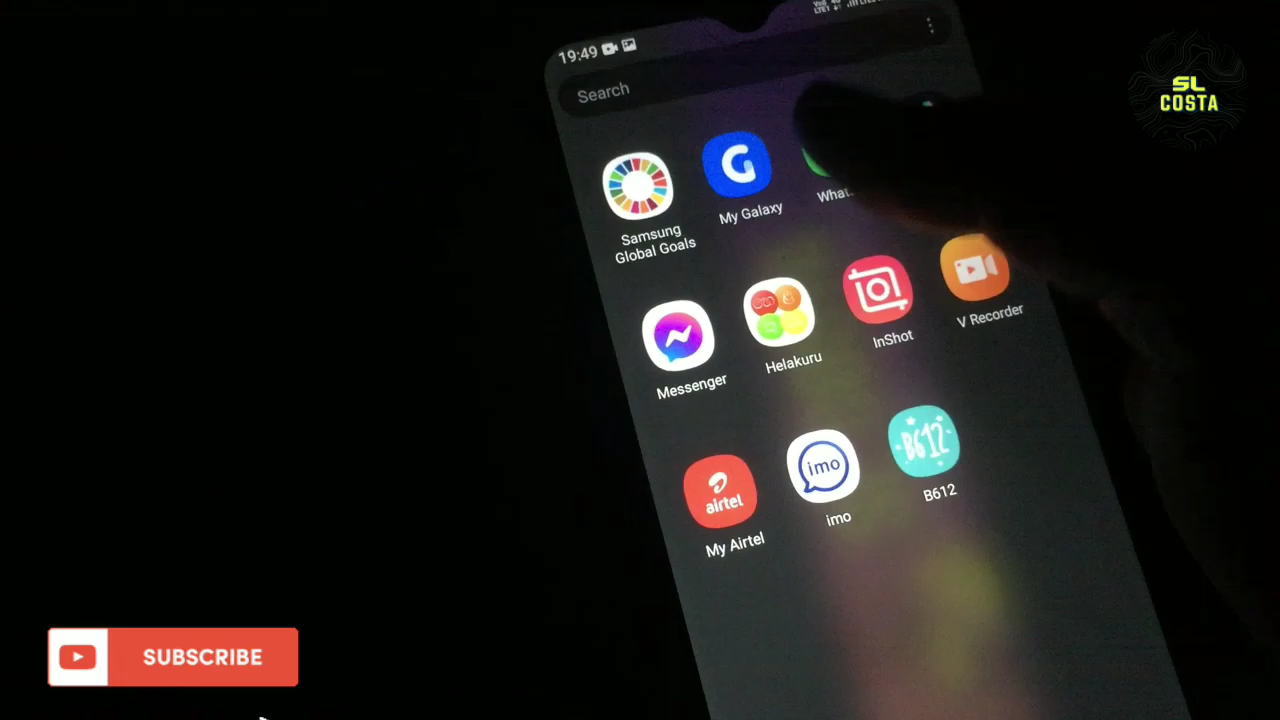 19:49
Search
SL
COSTA
Samsung
Global Goals
My Galaxy
What
Messenger
Helakuru
InShot
V Recorder
airtel
My Airtel
imo
imo
B612
B612
SUBSCRIBE